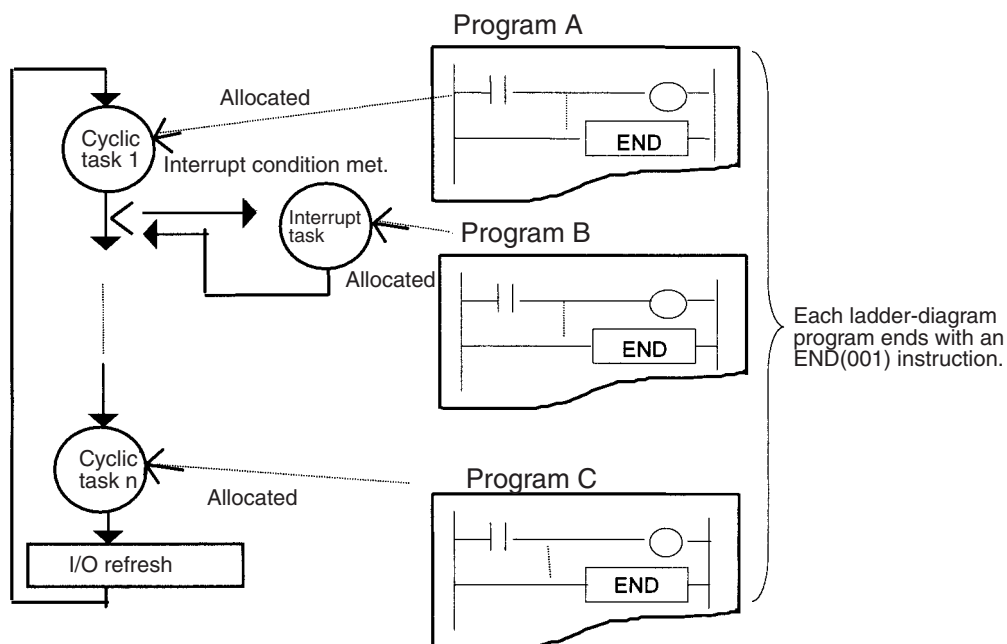 Program A
Allocated
Cyclic
task 1
END
Interrupt condition met.
Interrupt
task
Program B
Allocated
END
Each ladder-diagram
program ends with an
END(001) instruction.
Cyclic
task n
Allocated
Program C
I/O refresh
END